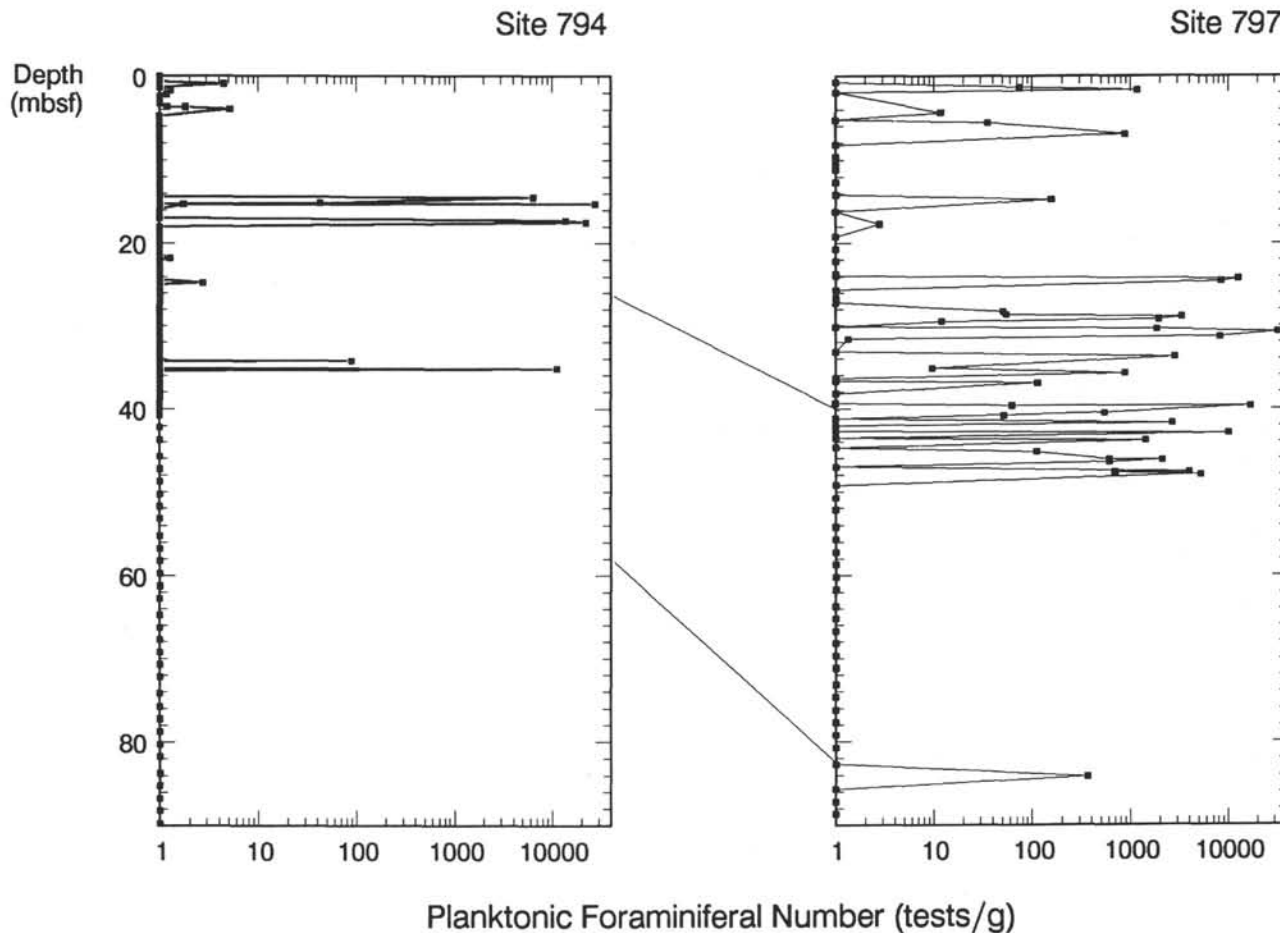 Site 794
Site 797
Depth
(mbsf)
0
20
40
60
80
1 10 100 1000 10000
1 10 100 1000 10000
Planktonic Foraminiferal Number (tests/g)